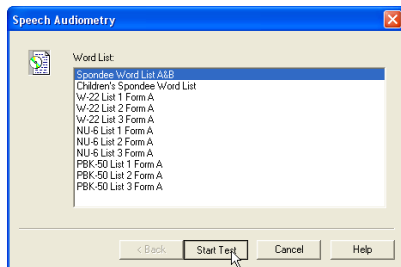 Speech Audiometry
Word List:
Spondee Word List A&B
Children's Spondee Word List
W-22 List 1 Form A
W-22 List 2 Form A
W-22 List 3 Form A
NU-6 List 1 Form A
NU-6 List 2 Form A
NU-6 List 3 Form A
PBK-50 List 1 Form A
PBK-50 List 2 Form A
PBK-50 List 3 Form A
< Back Start Test Cancel Help